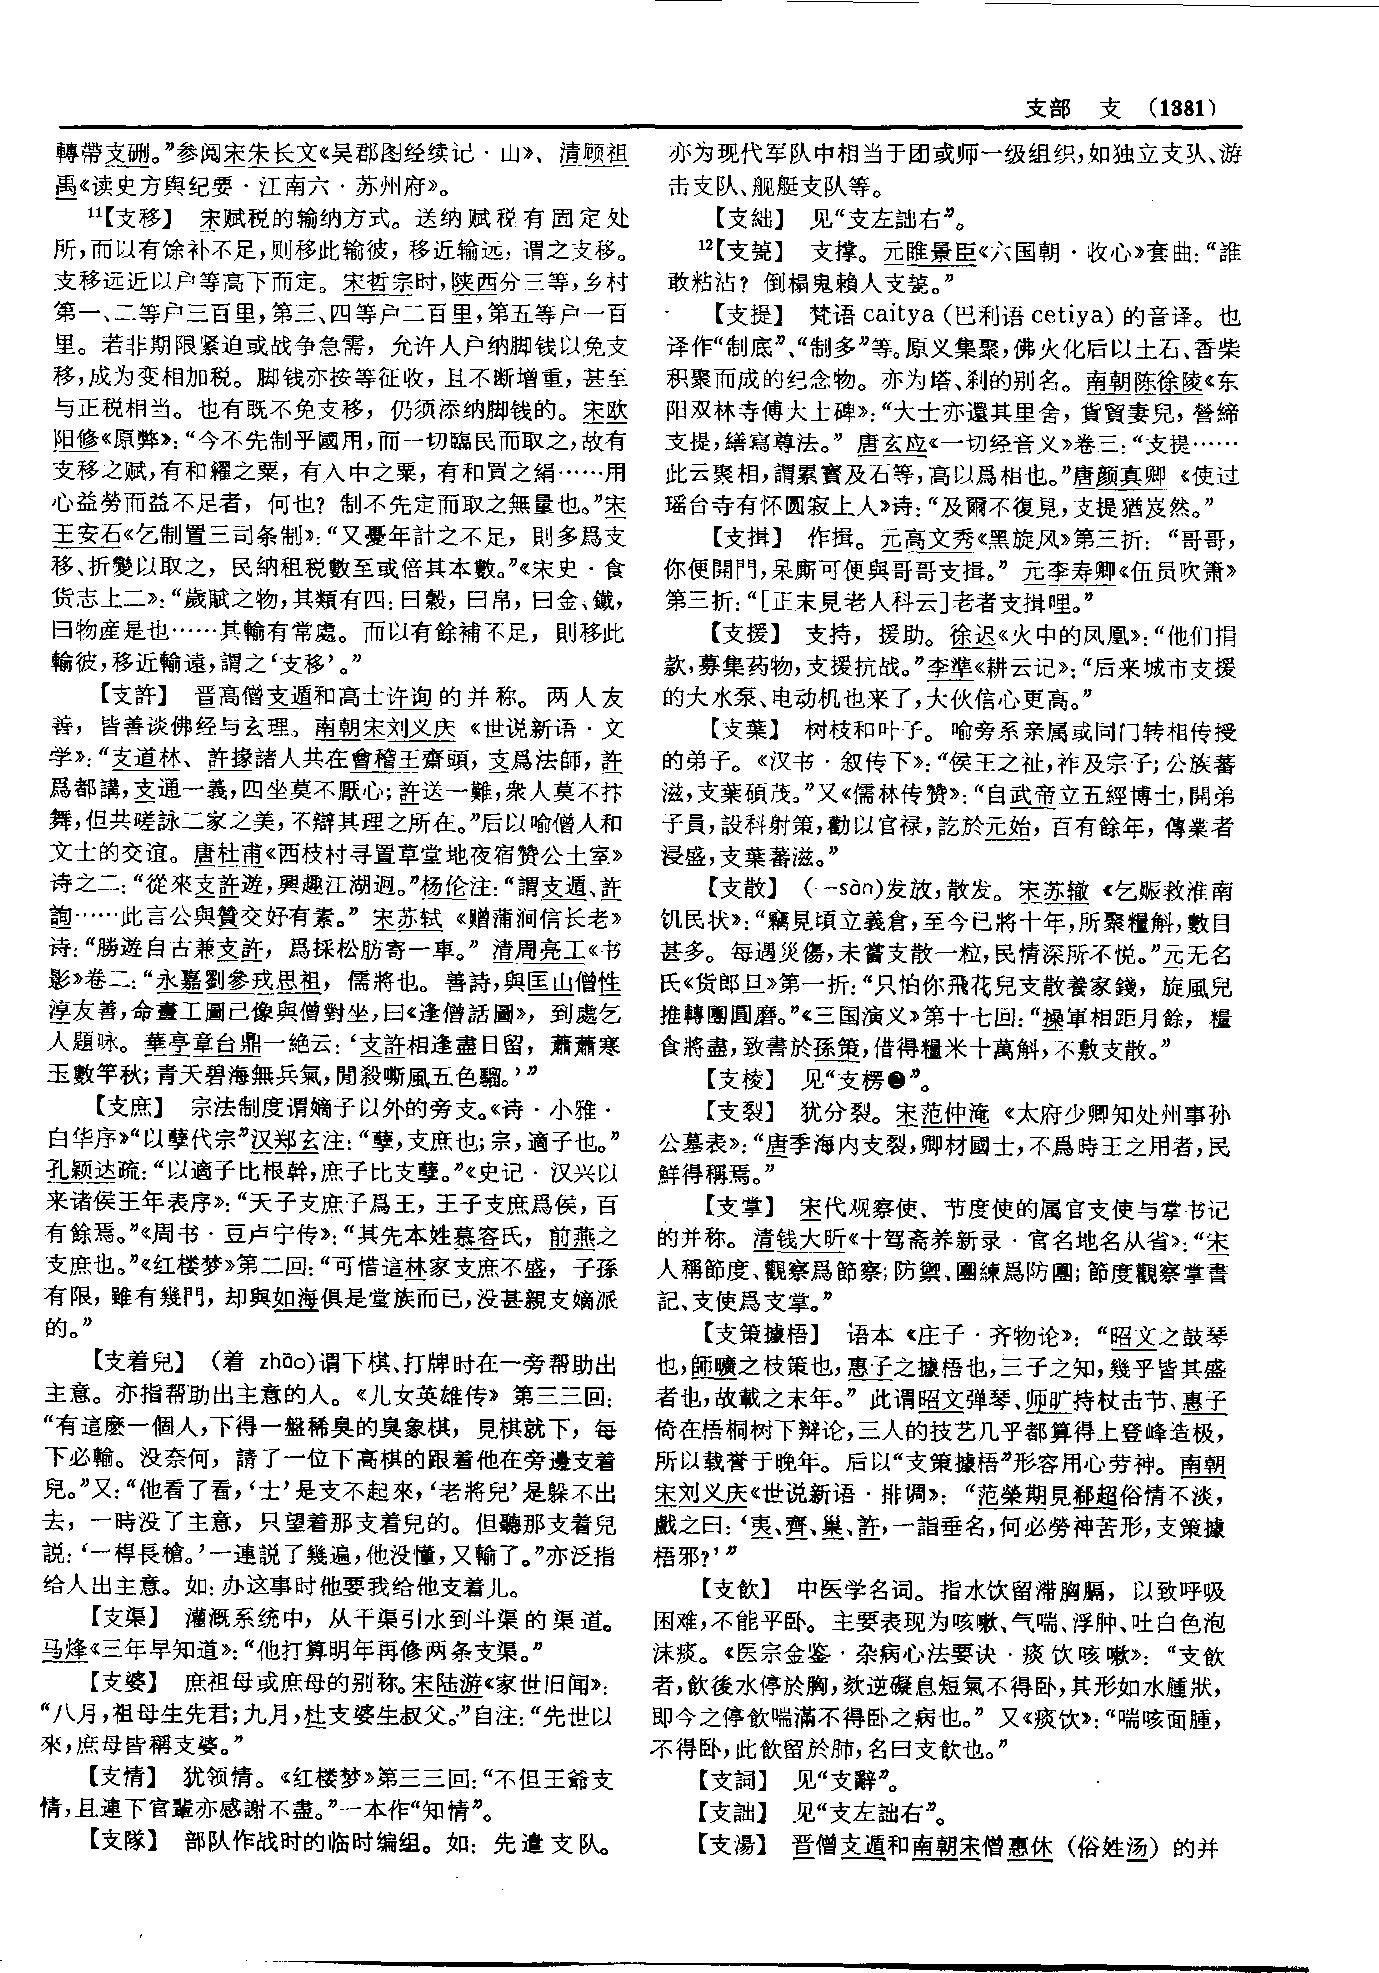 支部　支　（1381）
轉帶支硎。”参阅宋朱长文《吴郡图经续记·山》、清顾祖
禹《读史方舆纪要·江南六·苏州府》。
11【支移】　宋赋税的输纳方式。送纳赋税有固定处
所，而以有馀补不足，则移此输彼，移近输远，谓之支移。
支移远近以户等高下而定。宋哲宗时，陕西分三等，乡村
第一、二等户三百里，第三、四等户二百里，第五等户一百
里。若非期限紧迫或战争急需，允许人户纳脚钱以免支
移，成为变相加税。脚钱亦按等征收，且不断增重，甚至
与正税相当。也有既不免支移，仍须添纳脚钱的。宋欧
阳修《原弊》：“今不先制乎國用，而一切臨民而取之，故有
支移之赋，有和糴之粟，有入中之粟，有和買之絹……用
心益勞而益不足者，何也？制不先定而取之無量也。”宋
王安石《乞制置三司条制》：“又憂年計之不足，則多爲支
移、折變以取之，民納租税數至或倍其本數。”《宋史·食
货志上二》：“歲賦之物，其類有四：曰穀，曰帛，曰金、鐵，
曰物産是也……其輸有常處。而以有餘補不足，則移此
輸彼，移近輸遠，謂之‘支移’。”
【支許】　晋高僧支遁和高士许询的并称。两人友
善，皆善谈佛经与玄理。南朝宋刘义庆《世说新语·文
学》：“支道林、許掾諸人共在會稽王齋頭，支爲法師，許
爲都講，支通一義，四坐莫不厭心；許送一難，衆人莫不抃
舞，但共嗟詠二家之美，不辯其理之所在。”后以喻僧人和
文士的交谊。唐杜甫《西枝村寻置草堂地夜宿赞公土室》
诗之二：“從來支許遊，興趣江湖迥。”杨伦注：“謂支遁、許
詢……此言公與贊交好有素。”宋苏轼《赠蒲涧信长老》
诗：“勝遊自古兼支許，爲採松肪寄一車。”清周亮工《书
影》卷二：“永嘉劉參戎思祖，儒將也。善詩，與匡山僧性
淳友善，命畫工圖己像與僧對坐，曰《逢僧話圖》，到處乞
人題咏。華亭章台鼎一絶云：‘支許相逢盡日留，蕭蕭寒
玉數竿秋；青天碧海無兵氣，閒殺嘶風五色騮。’”
【支庶】　宗法制度谓嫡子以外的旁支。《诗·小雅·
白华序》“以孽代宗”汉郑玄注：“孽，支庶也；宗，適子也。”
孔颖达疏：“以適子比根幹，庶子比支孽。”《史记·汉兴以
来诸侯王年表序》：“天子支庶子爲王，王子支庶爲侯，百
有餘焉。”《周书·豆卢宁传》：“其先本姓慕容氏，前燕之
支庶也。”《红楼梦》第二回：“可惜這林家支庶不盛，子孫
有限，雖有幾門，却與如海俱是堂族而已，没甚親支嫡派
的。”
【支着兒】　（着 zhāo）谓下棋、打牌时在一旁帮助出
主意。亦指帮助出主意的人。《儿女英雄传》第三三回：
“有這麽一個人，下得一盤稀臭的臭象棋，見棋就下，每
下必輸。没奈何，請了一位下高棋的跟着他在旁邊支着
兒。”又：“他看了看，‘士’是支不起來，‘老將兒’是躲不出
去，一時没了主意，只望着那支着兒的。但聽那支着兒
説：‘一桿長槍。’一連説了幾遍，他没懂，又輸了。”亦泛指
给人出主意。如：办这事时他要我给他支着儿。
【支渠】　灌溉系统中，从干渠引水到斗渠的渠道。
马烽《三年早知道》：“他打算明年再修两条支渠。”
【支婆】　庶祖母或庶母的别称。宋陆游《家世旧闻》：
“八月，祖母生先君；九月，杜支婆生叔父。”自注：“先世以
來，庶母皆稱支婆。”
【支情】　犹领情。《红楼梦》第三三回：“不但王爺支
情，且連下官輩亦感謝不盡。”一本作“知情”。
【支隊】　部队作战时的临时编组。如：先遣支队。
亦为现代军队中相当于团或师一级组织，如独立支队、游
击支队、舰艇支队等。
【支絀】　见“支左詘右”。
12【支甆】　支撑。元睢景臣《六国朝·收心》套曲：“誰
敢粘沾？倒榻鬼賴人支甆。”
【支提】　梵语caitya（巴利语cetiya）的音译。也
译作“制底”、“制多”等。原义集聚，佛火化后以土石、香柴
积聚而成的纪念物。亦为塔、刹的别名。南朝陈徐陵《东
阳双林寺傅大士碑》：“大士亦還其里舍，貨貿妻兒，營締
支提，繕寫尊法。”唐玄应《一切经音义》卷三：“支提……
此云聚相，謂累寳及石等，高以爲相也。”唐颜真卿《使过
瑶台寺有怀圆寂上人》诗：“及爾不復見，支提猶岌然。”
【支揖】　作揖。元高文秀《黑旋风》第三折：“哥哥，
你便開門，呆廝可便與哥哥支揖。”元李寿卿《伍员吹箫》
第三折：“［正末見老人科云］老者支揖哩。”
【支援】　支持，援助。徐迟《火中的凤凰》：“他们捐
款，募集药物，支援抗战。”李準《耕云记》：“后来城市支援
的大水泵、电动机也来了，大伙信心更高。”
【支葉】　树枝和叶子。喻旁系亲属或同门转相传授
的弟子。《汉书·叙传下》：“侯王之祉，祚及宗子；公族蕃
滋，支葉碩茂。”又《儒林传赞》：“自武帝立五經博士，開弟
子員，設科射策，勸以官禄，訖於元始，百有餘年，傳業者
浸盛，支葉蕃滋。”
【支散】　（－sàn）发放，散发。宋苏辙《乞赈救淮南
饥民状》：“竊見頃立義倉，至今已將十年，所聚糧斛，數目
甚多。每遇災傷，未嘗支散一粒，民情深所不悦。”元无名
氏《货郎旦》第一折：“只怕你飛花兒支散養家錢，旋風兒
推轉團圓磨。”《三国演义》第十七回：“操軍相距月餘，糧
食將盡，致書於孫策，借得糧米十萬斛，不敷支散。”
【支棱】　见“支楞❷”。
【支裂】　犹分裂。宋范仲淹《太府少卿知处州事孙
公墓表》：“唐季海内支裂，卿材國士，不爲時王之用者，民
鮮得稱焉。”
【支掌】　宋代观察使、节度使的属官支使与掌书记
的并称。清钱大昕《十驾斋养新录·官名地名从省》：“宋
人稱節度、觀察爲節察；防禦、團練爲防團；節度觀察掌書
記、支使爲支掌。”
【支策據梧】　语本《庄子·齐物论》：“昭文之鼓琴
也，師曠之枝策也，惠子之據梧也，三子之知，幾乎皆其盛
者也，故載之末年。”此谓昭文弹琴、师旷持杖击节、惠子
倚在梧桐树下辩论，三人的技艺几乎都算得上登峰造极，
所以载誉于晚年。后以“支策據梧”形容用心劳神。南朝
宋刘义庆《世说新语·排调》：“范榮期見郗超俗情不淡，
戲之曰：‘夷、齊、巢、許，一詣垂名，何必勞神苦形，支策據
梧邪？’”
【支飲】　中医学名词。指水饮留滞胸膈，以致呼吸
困难，不能平卧。主要表现为咳嗽、气喘、浮肿、吐白色泡
沫痰。《医宗金鉴·杂病心法要诀·痰饮咳嗽》：“支飲
者，飲後水停於胸，欬逆礙息短氣不得卧，其形如水腫狀，
即今之停飲喘滿不得卧之病也。”又《痰饮》：“喘咳面腫，
不得卧，此飲留於肺，名曰支飲也。”
【支詞】　见“支辭”。
【支詘】　见“支左詘右”。
【支湯】　晋僧支遁和南朝宋僧惠休（俗姓汤）的并